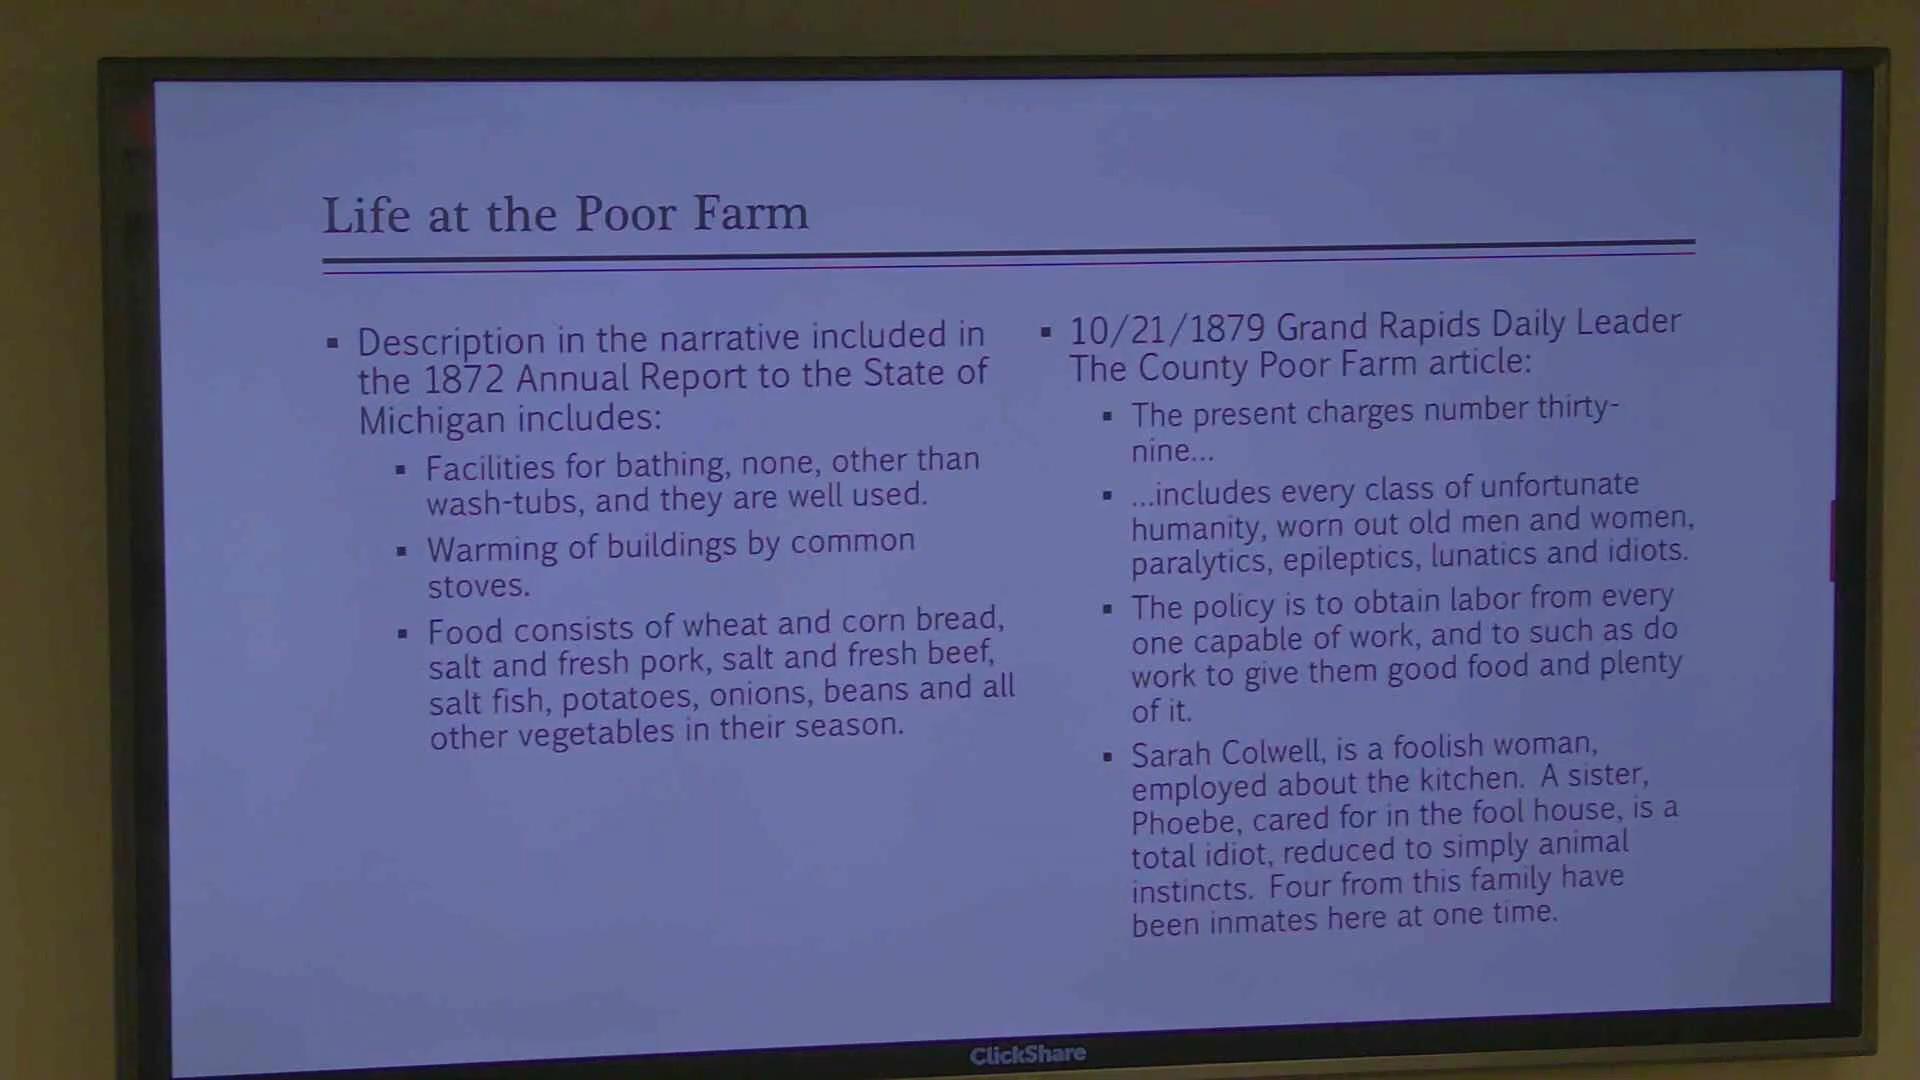 Life at the Poor Farm
▪ Description in the narrative included in
the 1872 Annual Report to the State of
Michigan includes:
▪ Facilities for bathing, none, other than
wash-tubs, and they are well used.
▪ Warming of buildings by common
stoves.
▪ Food consists of wheat and corn bread,
salt and fresh pork, salt and fresh beef,
salt fish, potatoes, onions, beans and all
other vegetables in their season.
▪ 10/21/1879 Grand Rapids Daily Leader
The County Poor Farm article:
▪ The present charges number thirty-
nine...
▪ ...includes every class of unfortunate
humanity, worn out old men and women,
paralytics, epileptics, lunatics and idiots.
▪ The policy is to obtain labor from every
one capable of work, and to such as do
work to give them good food and plenty
of it.
▪ Sarah Colwell, is a foolish woman,
employed about the kitchen. A sister,
Phoebe, cared for in the fool house, is a
total idiot, reduced to simply animal
instincts. Four from this family have
been inmates here at one time.
ClickShare